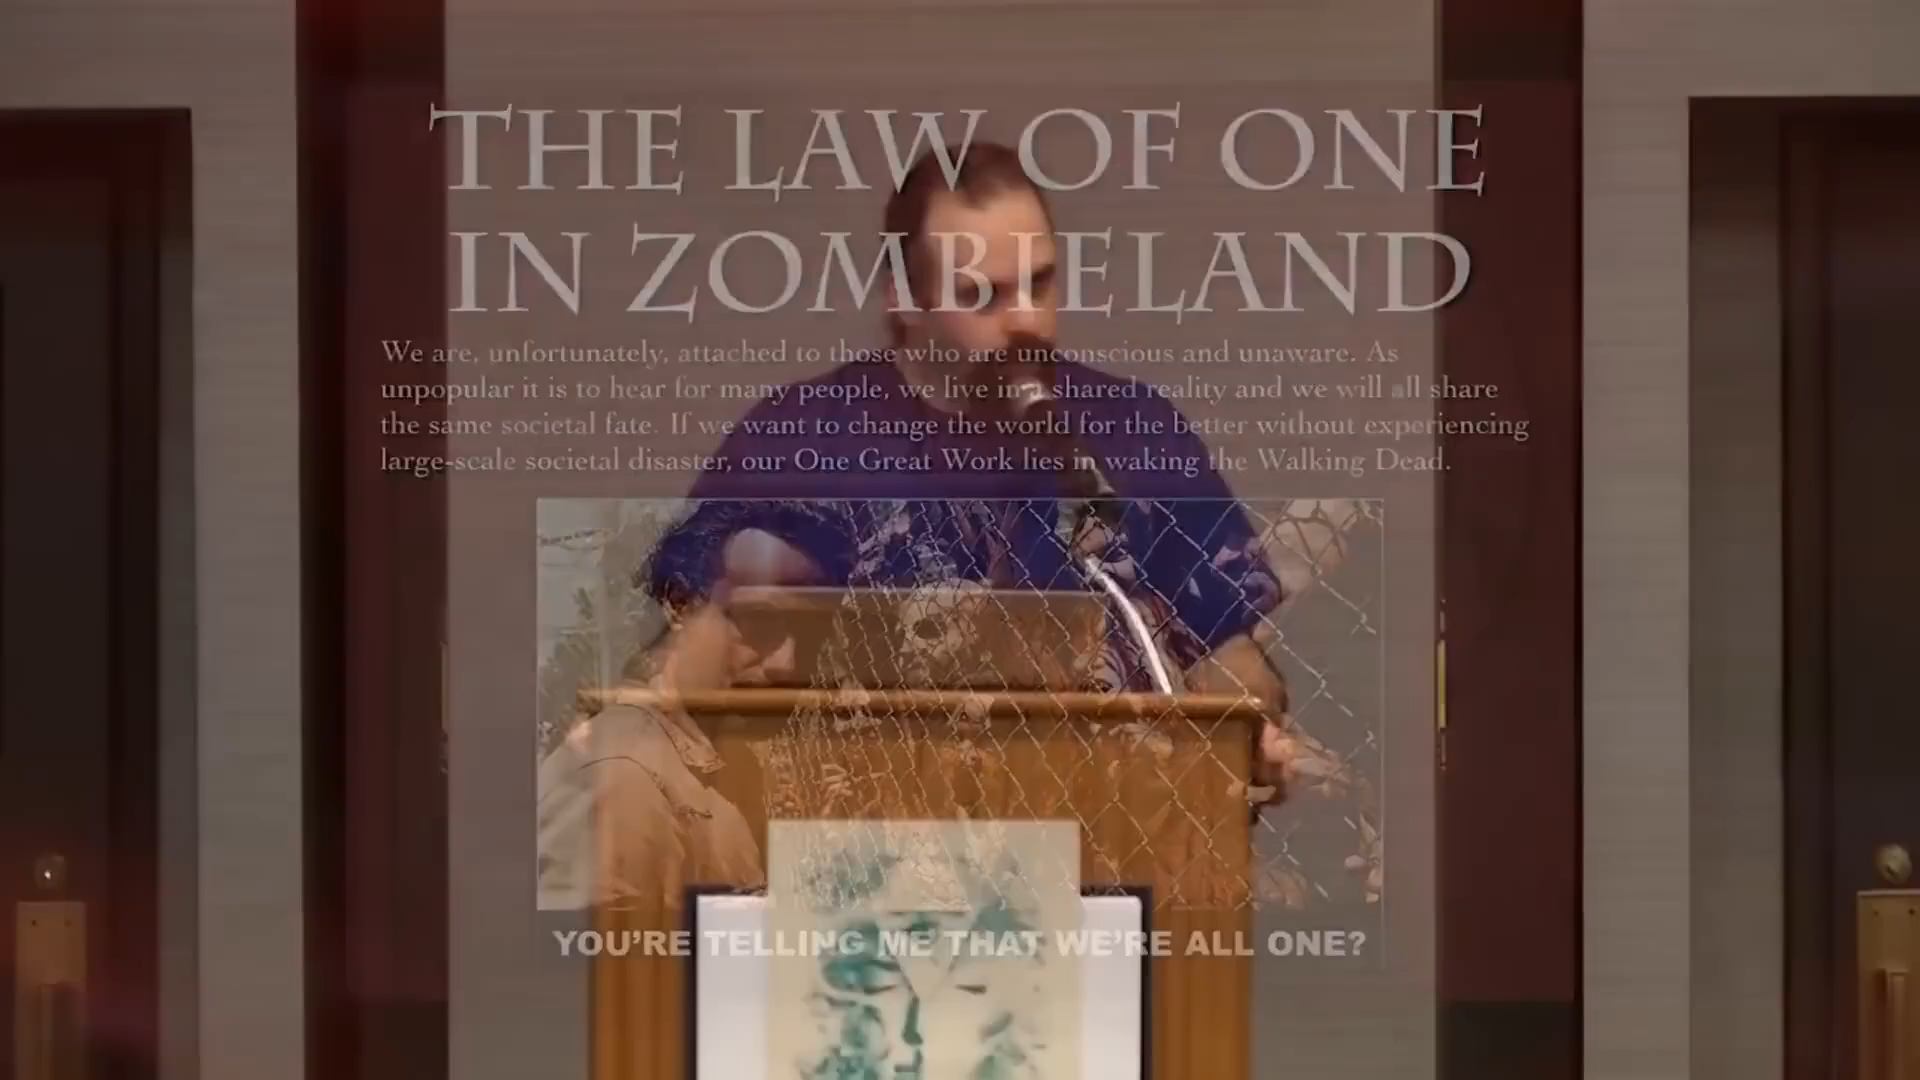 THE LAW OF ONE
IN ZOMBIELAND
We are, unfortunately, attached to those who are unconscious and unaware. As
unpopular it is to hear for many people, we live in a shared reality and we will all share
the same societal fate. If we want to change the world for the better without experiencing
large-scale societal disaster, our One Great Work lies in waking the Walking Dead.
YOU'RE TELLING ME THAT WE'RE ALL ONE?